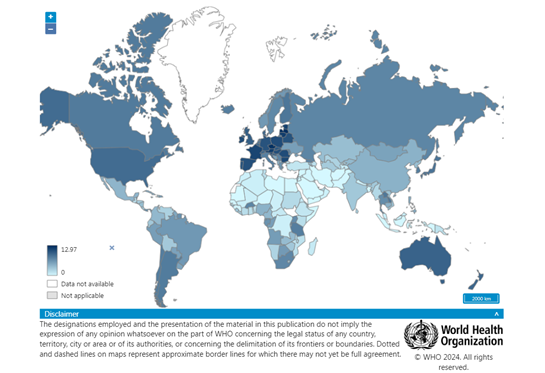 +
−
12.97
0
Data not available
Not applicable
2000 km
Disclaimer
The designations employed and the presentation of the material in this publication do not imply the
expression of any opinion whatsoever on the part of WHO concerning the legal status of any country,
territory, city or area or of its authorities, or concerning the delimitation of its frontiers or boundaries. Dotted
and dashed lines on maps represent approximate border lines for which there may not yet be full agreement.
World Health
Organization
© WHO 2024. All rights
reserved.